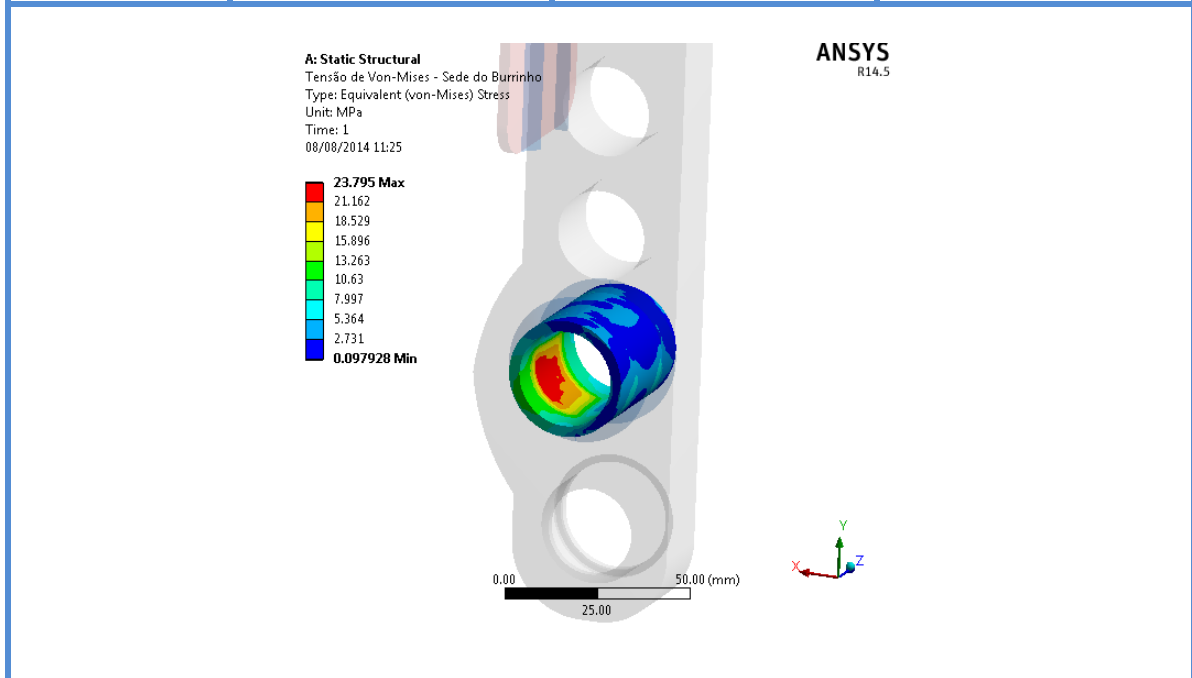 A: Static Structural
Tensão de Von-Mises - Sede do Burrinho
Type: Equivalent (von-Mises) Stress
Unit: MPa
Time: 1
08/08/2014 11:25
ANSYS
R14.5
23.795 Max
21.162
18.529
15.896
13.263
10.63
7.997
5.364
2.731
0.097928 Min
Y
X
Z
0.00
50.00 (mm)
25.00